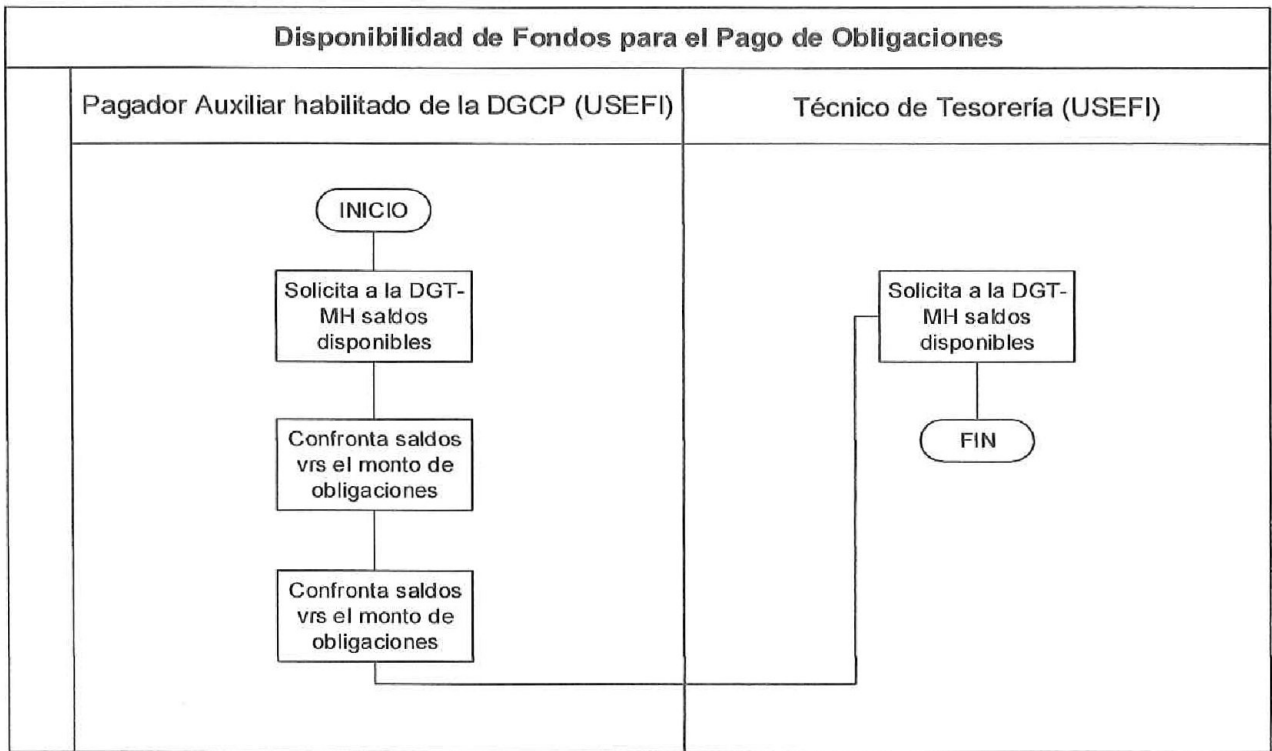 Disponibilidad de Fondos para el Pago de Obligaciones
Pagador Auxiliar habilitado de la DGCP (USEFI)
Técnico de Tesorería (USEFI)
INICIO
Solicita a la DGT-
MH saldos
disponibles
Confronta saldos
vrs el monto de
obligaciones
Confronta saldos
vrs el monto de
obligaciones
Solicita a la DGT-
MH saldos
disponibles
FIN